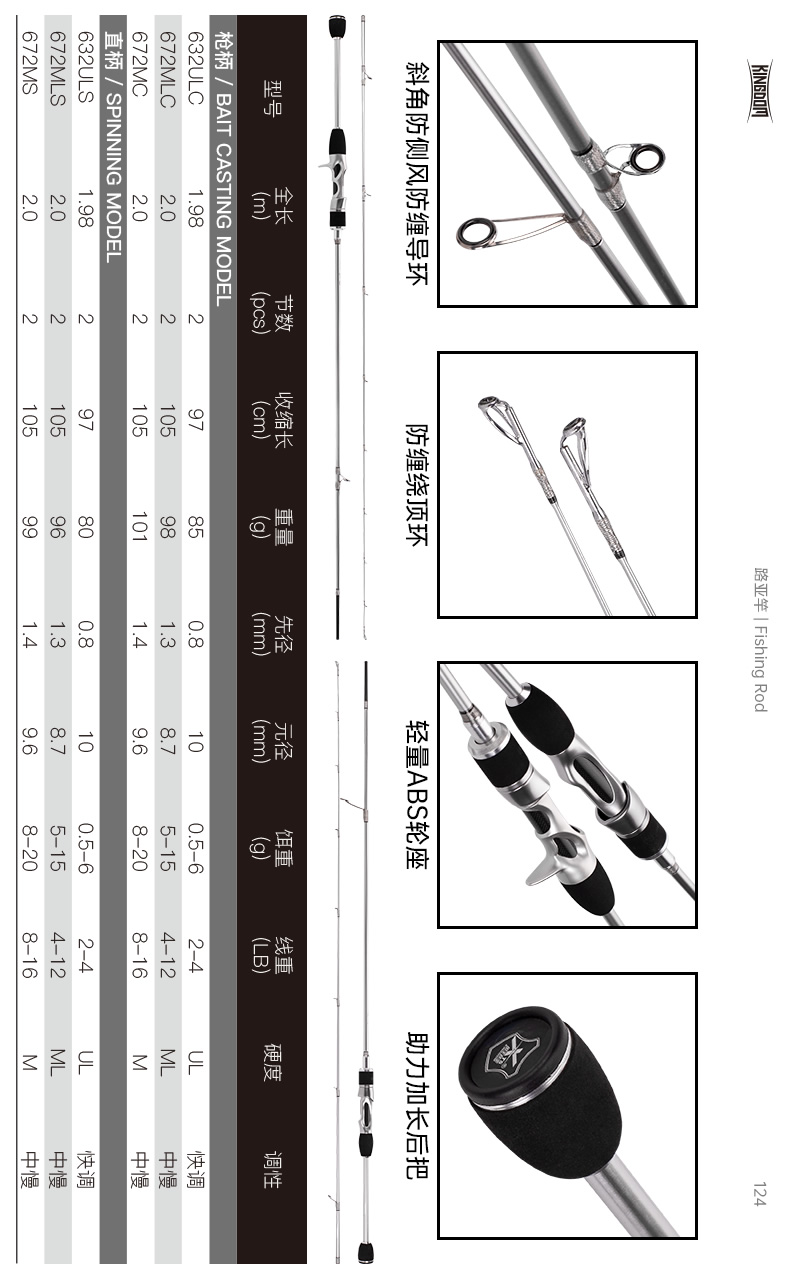 KINGDOM
路亚竿 | Fishing Rod
124
斜角防侧风防缠导环
防缠绕顶环
轻量ABS轮座
助力加长后把
型号 全长 (m) 节数 (pcs) 收缩长 (cm) 重量 (g) 先径 (mm) 元径 (mm) 饵重 (g) 线重 (LB) 硬度 调性
枪柄 / BAIT CASTING MODEL
632ULC 1.98 2 97 85 0.8 10 0.5-6 2-4 UL 快调
672MLC 2.0 2 105 98 1.3 8.7 5-15 4-12 ML 中慢
672MC 2.0 2 105 101 1.4 9.6 8-20 8-16 M 中慢
直柄 / SPINNING MODEL
632ULS 1.98 2 97 80 0.8 10 0.5-6 2-4 UL 快调
672MLS 2.0 2 105 96 1.3 8.7 5-15 4-12 ML 中慢
672MS 2.0 2 105 99 1.4 9.6 8-20 8-16 M 中慢